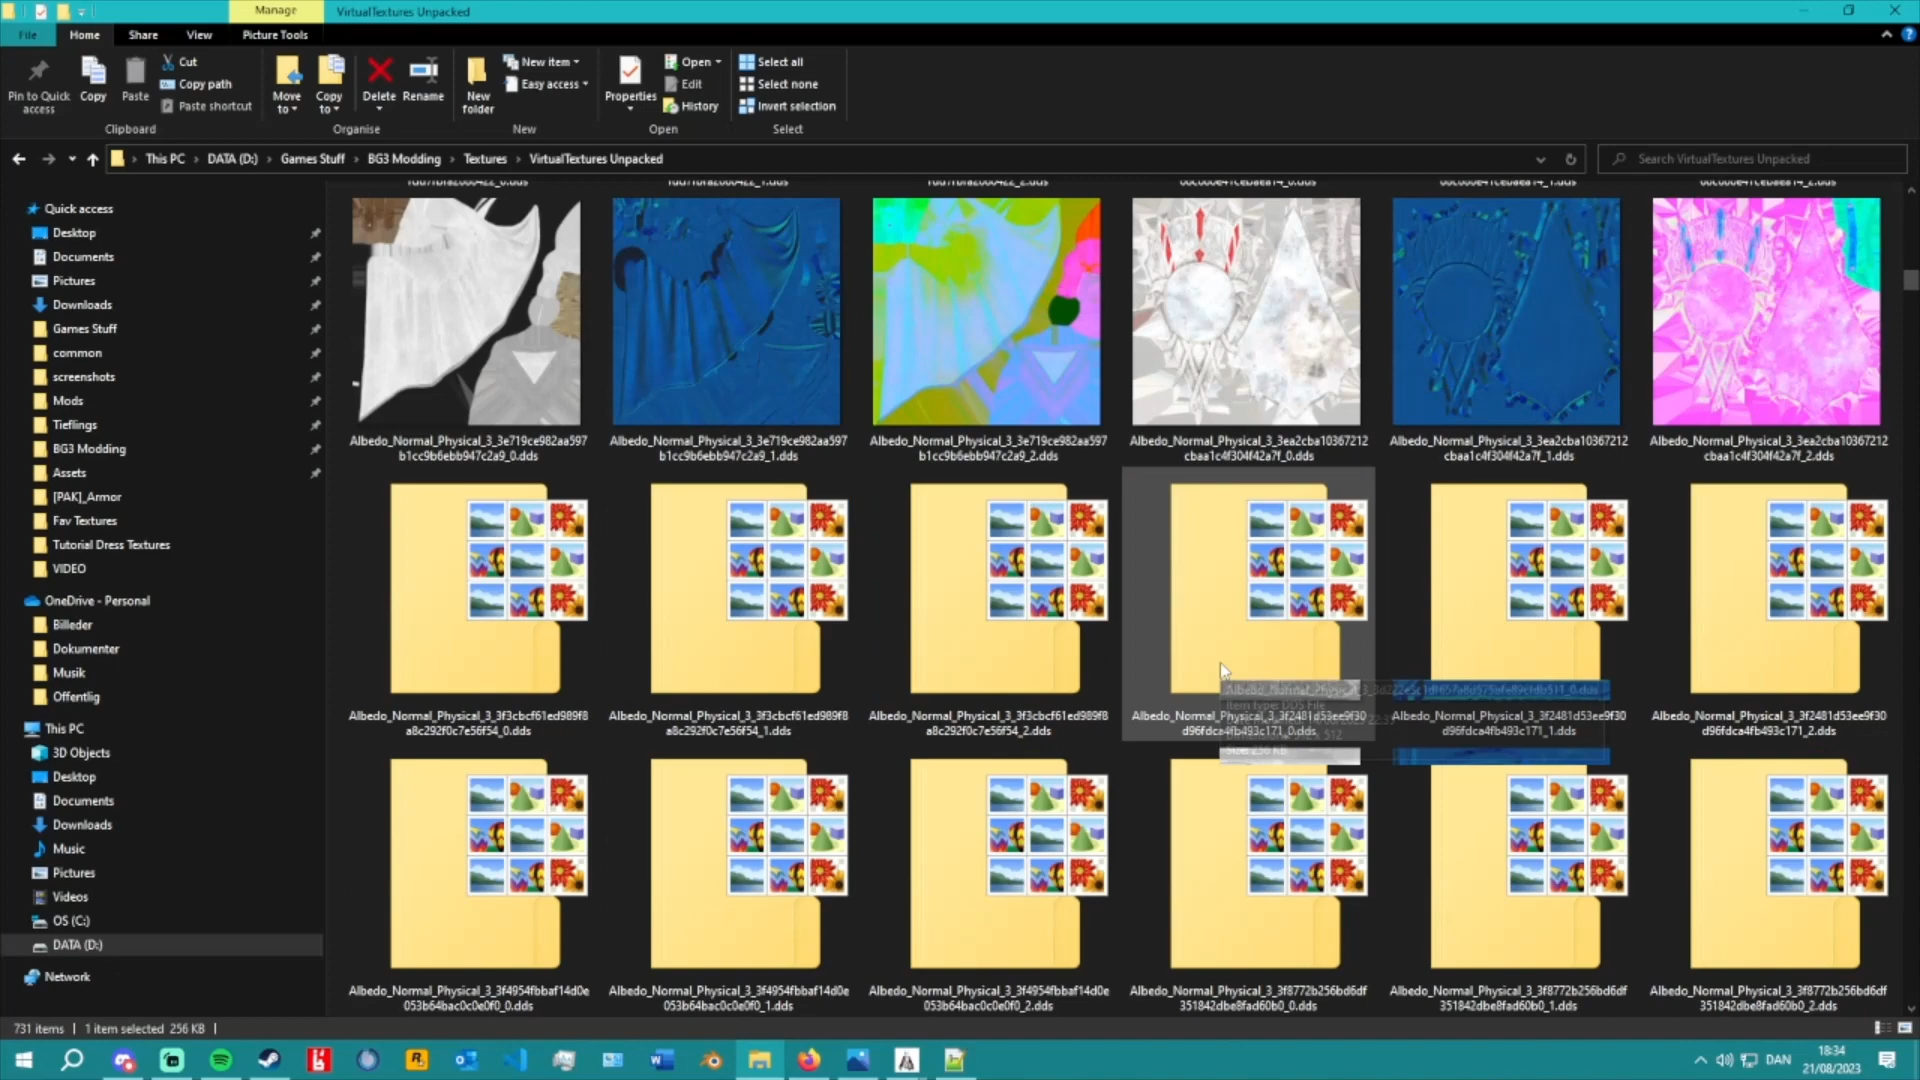 Manage
VirtualTextures Unpacked
File
Home
Share
View
Picture Tools
Pin to Quick access
Copy
Paste
Cut
Copy path
Paste shortcut
Clipboard
Move to
Copy to
Delete
Rename
Organise
New folder
New item
Easy access
New
Properties
Open
Edit
History
Open
Select all
Select none
Invert selection
Select
This PC
DATA (D:)
Games Stuff
BG3 Modding
Textures
VirtualTextures Unpacked
Search VirtualTextures Unpacked
Quick access
Desktop
Documents
Pictures
Downloads
Games Stuff
common
screenshots
Mods
Tieflings
BG3 Modding
Assets
[PAK]_Armor
Fav Textures
Tutorial Dress Textures
VIDEO
OneDrive - Personal
Billeder
Dokumenter
Musik
Offentlig
This PC
3D Objects
Desktop
Documents
Downloads
Music
Pictures
Videos
OS (C:)
DATA (D:)
Network
Albedo_Normal_Physical_3_3e719ce982aa597
b1cc9b6ebb947c2a9_0.dds
Albedo_Normal_Physical_3_3e719ce982aa597
b1cc9b6ebb947c2a9_1.dds
Albedo_Normal_Physical_3_3e719ce982aa597
b1cc9b6ebb947c2a9_2.dds
Albedo_Normal_Physical_3_3ea2cba10367212
cbaa1c4f304f42a7f_0.dds
Albedo_Normal_Physical_3_3ea2cba10367212
cbaa1c4f304f42a7f_1.dds
Albedo_Normal_Physical_3_3ea2cba10367212
cbaa1c4f304f42a7f_2.dds
Albedo_Normal_Physical_3_3f3cbcf61ed989f8
a8c292f0c7e56f54_0.dds
Albedo_Normal_Physical_3_3f3cbcf61ed989f8
a8c292f0c7e56f54_1.dds
Albedo_Normal_Physical_3_3f3cbcf61ed989f8
a8c292f0c7e56f54_2.dds
Albedo_Normal_Physical_3_3f2481d53ee9f30
d96fdca4fb493c171_0.dds
Albedo_Normal_Physical_3_3f2481d53ee9f30
d96fdca4fb493c171_1.dds
Albedo_Normal_Physical_3_3f2481d53ee9f30
d96fdca4fb493c171_2.dds
Item type: DDS File
Size: 256 KB
Albedo_Normal_Physical_3_3f4954fbbaf14d0e
053b64bac0c0e0f0_0.dds
Albedo_Normal_Physical_3_3f4954fbbaf14d0e
053b64bac0c0e0f0_1.dds
Albedo_Normal_Physical_3_3f4954fbbaf14d0e
053b64bac0c0e0f0_2.dds
Albedo_Normal_Physical_3_3f8772b256bd6df
351842dbe8fad60b0_0.dds
Albedo_Normal_Physical_3_3f8772b256bd6df
351842dbe8fad60b0_1.dds
Albedo_Normal_Physical_3_3f8772b256bd6df
351842dbe8fad60b0_2.dds
731 items
1 item selected 256 KB
DAN
18:34
21/08/2023